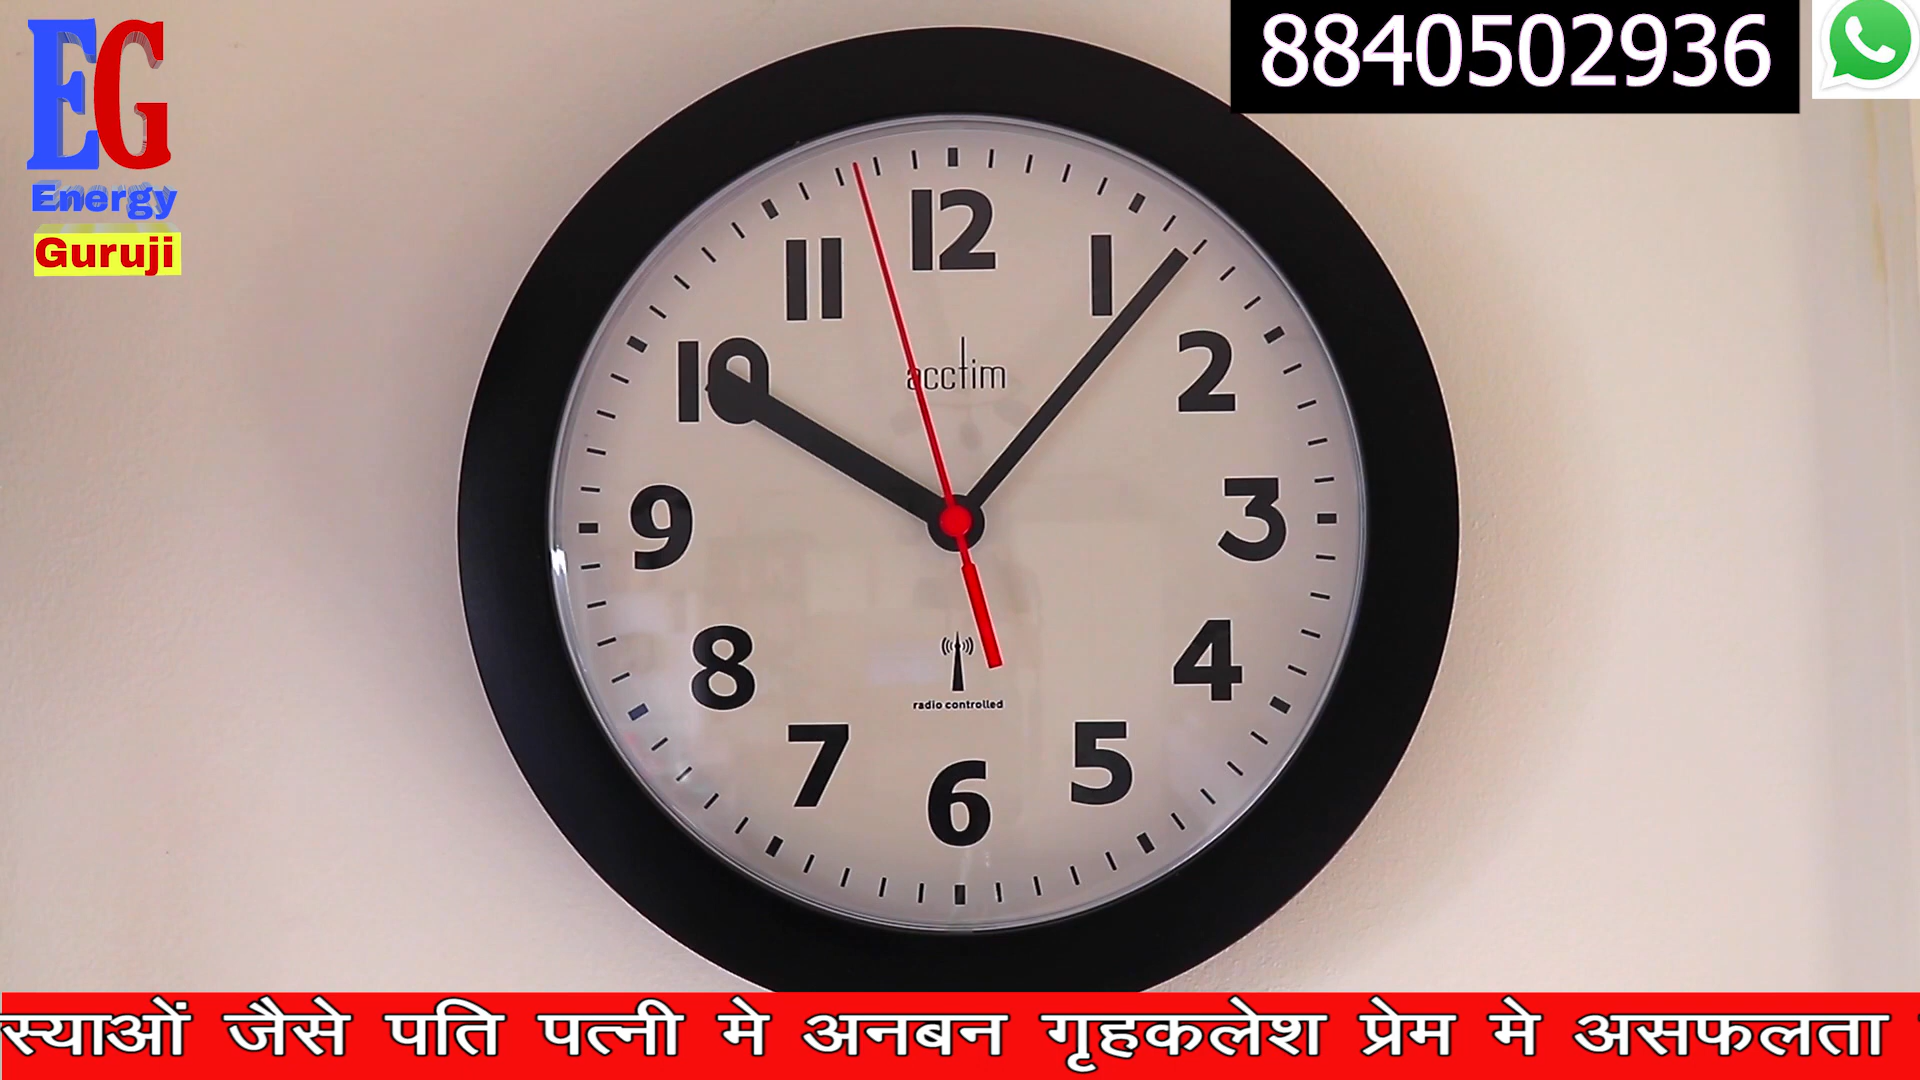 EG
Energy
Guruji
8840502936
12
11
1
10
2
acctim
9
3
8
4
radio controlled
7
5
6
जैसे पति पत्नी मे अनबन गृहकलेश प्रेम मे असफलता